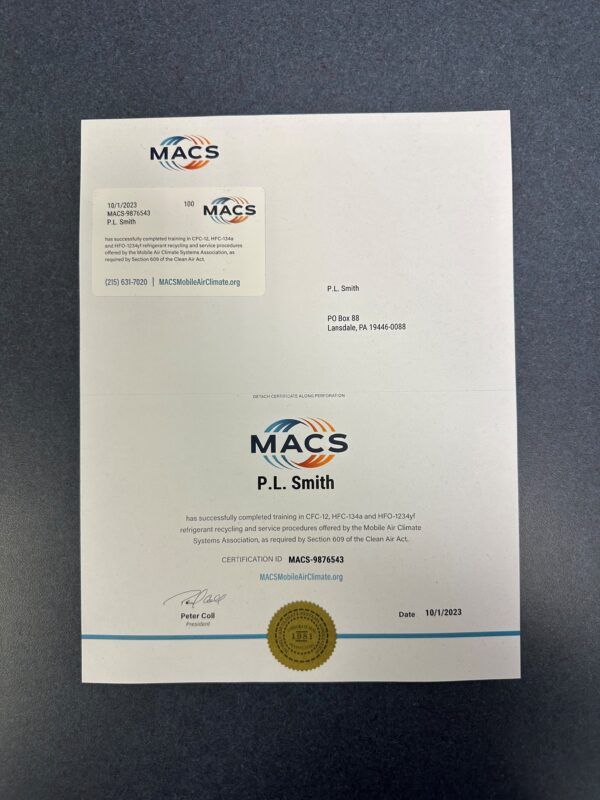 MACS
10/1/2023 100
MACS
MACS-9876543
P.L. Smith
has successfully completed training in CFC-12, HFC-134a
and HFO-1234yf refrigerant recycling and service procedures
offered by the Mobile Air Climate Systems Association, as
required by Section 609 of the Clean Air Act.
(215) 631-7020 | MACSMobileAirClimate.org
P.L. Smith
PO Box 88
Lansdale, PA 19446-0088
DETACH CERTIFICATE ALONG PERFORATION
MACS
P.L. Smith
has successfully completed training in CFC-12, HFC-134a and HFO-1234yf
refrigerant recycling and service procedures offered by the Mobile Air Climate
Systems Association, as required by Section 609 of the Clean Air Act.
CERTIFICATION ID MACS-9876543
MACSMobileAirClimate.org
Peter Coll
President
Date 10/1/2023
1981